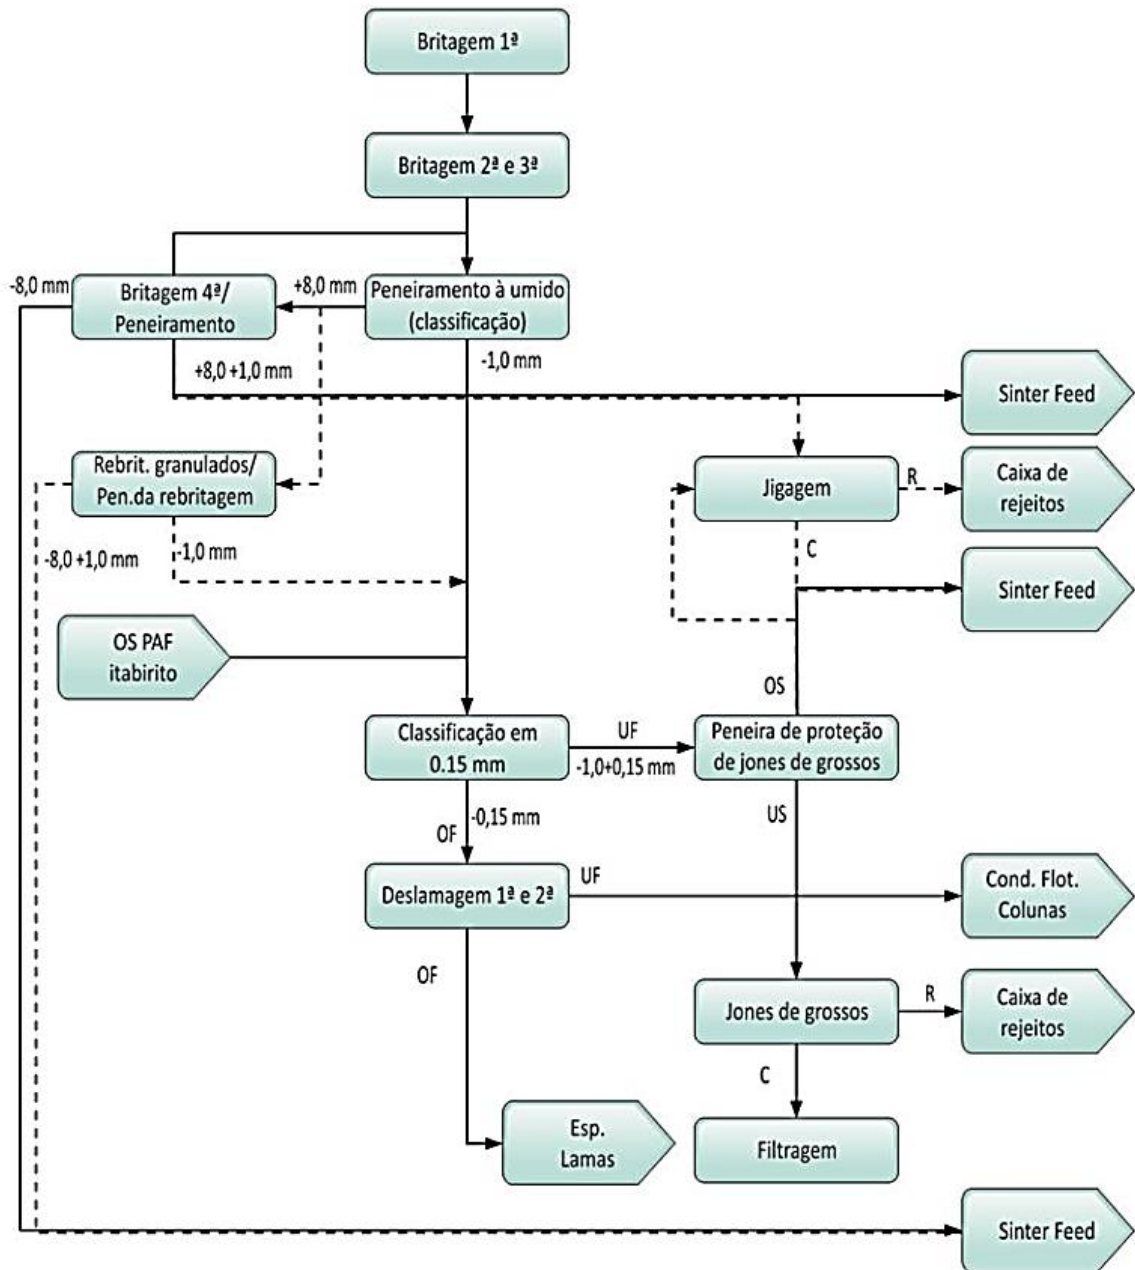 Britagem 1ª
Britagem 2ª e 3ª
-8,0 mm
Britagem 4ª/
Peneiramento
+8,0 mm
Peneiramento à umido
(classificação)
-1,0 mm
+8,0 +1,0 mm
Sinter Feed
Rebrit. granulados/
Pen.da rebritagem
Jigagem
R
Caixa de
rejeitos
-8,0 +1,0 mm
-1,0 mm
C
Sinter Feed
OS PAF
itabirito
OS
Classificação em
0.15 mm
UF
-1,0+0,15 mm
Peneira de proteção
de jones de grossos
-0,15 mm
OF
US
Deslamagem 1ª e 2ª
UF
Cond. Flot.
Colunas
OF
Jones de grossos
R
Caixa de
rejeitos
C
Esp.
Lamas
Filtragem
Sinter Feed